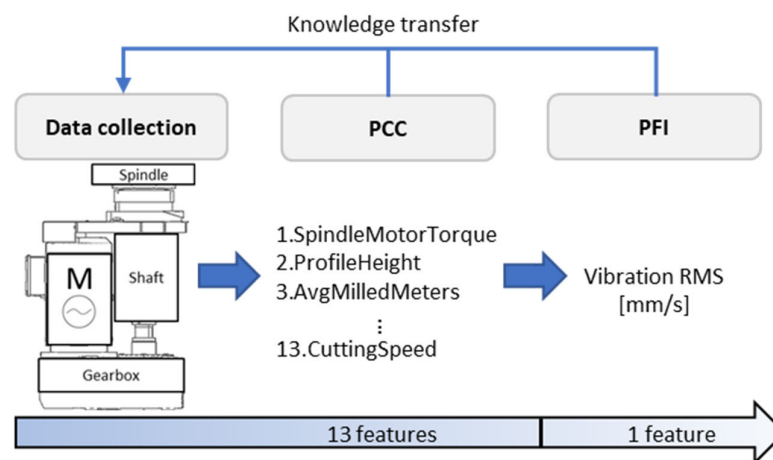 Knowledge transfer
Data collection
PCC
PFI
Spindle
M
Shaft
Gearbox
1.SpindleMotorTorque
2.ProfileHeight
3.AvgMilledMeters
⋮
13.CuttingSpeed
Vibration RMS
[mm/s]
13 features
1 feature